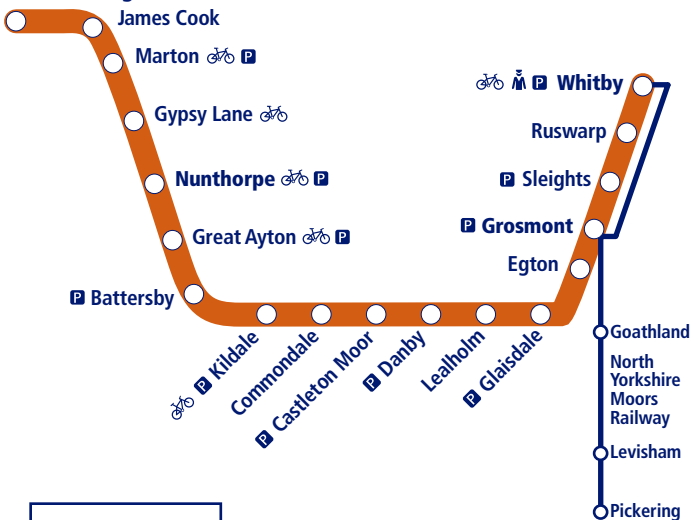 James Cook
Marton P
Gypsy Lane
Nunthorpe P
Great Ayton P
P Battersby
P Kildale
Commondale
P Castleton Moor
P Danby
Lealholm
P Glaisdale
Egton
P Grosmont
P Sleights
Ruswarp
P Whitby
Goathland
North
Yorkshire
Moors
Railway
Levisham
Pickering